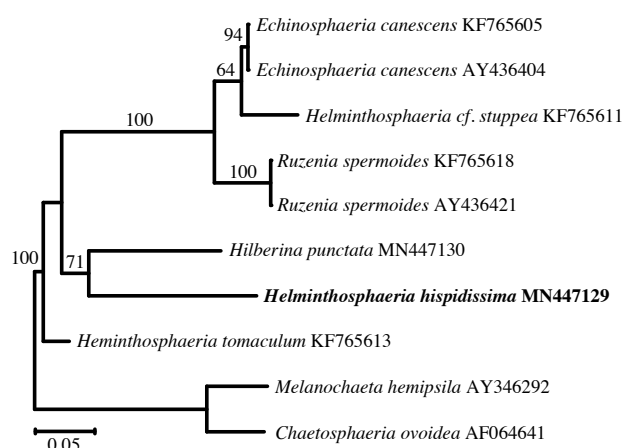 94
Echinosphaeria canescens KF765605
64
Echinosphaeria canescens AY436404
100
Helminthosphaeria cf. stuppea KF765611
100
Ruzenia spermoides KF765618
Ruzenia spermoides AY436421
100
71
Hilberina punctata MN447130
Helminthosphaeria hispidissima MN447129
Heminthosphaeria tomaculum KF765613
Melanochaeta hemipsila AY346292
Chaetosphaeria ovoidea AF064641
0.05